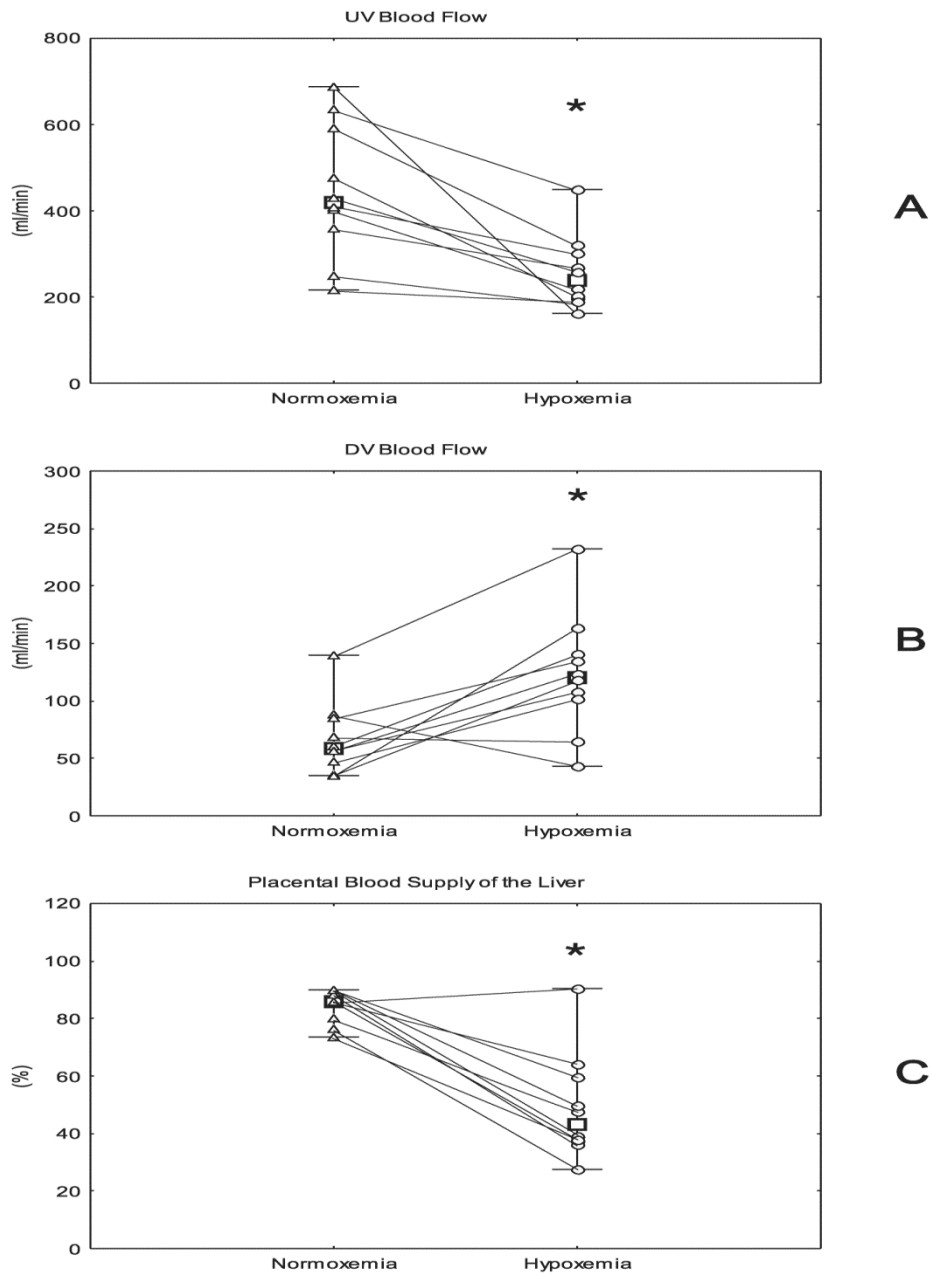 UV Blood Flow
800
600
400
200
0
(ml/min)
*
Normoxemia
Hypoxemia
A
DV Blood Flow
300
250
200
150
100
50
0
(ml/min)
*
Normoxemia
Hypoxemia
B
Placental Blood Supply of the Liver
120
100
80
60
40
20
0
(%)
*
Normoxemia
Hypoxemia
C